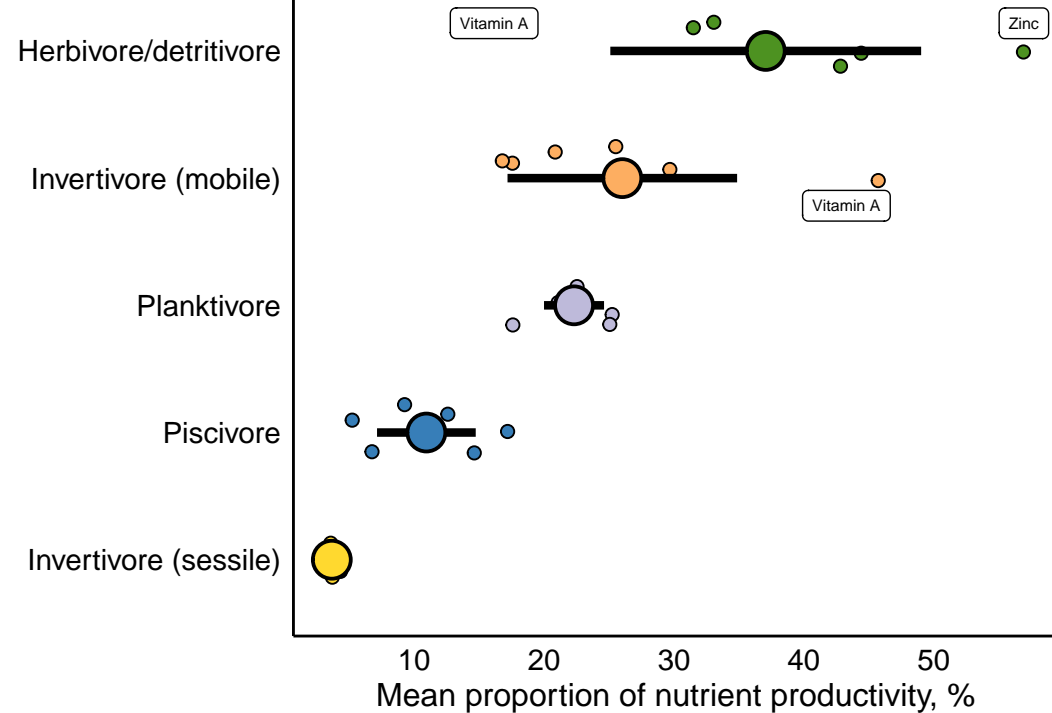 Vitamin A
Zinc
Herbivore/detritivore
Invertivore (mobile)
Vitamin A
Planktivore
Piscivore
Invertivore (sessile)
10 20 30 40 50
Mean proportion of nutrient productivity, %